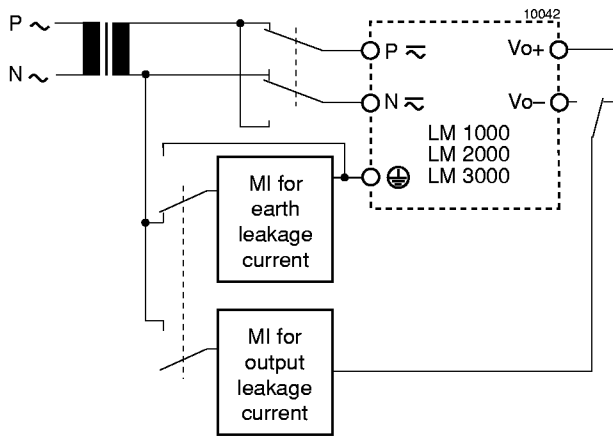 10042
P ~
P ⎓
Vo+
N ~
N ⎓
Vo–
LM 1000
LM 2000
LM 3000
MI for
earth
leakage
current
MI for
output
leakage
current